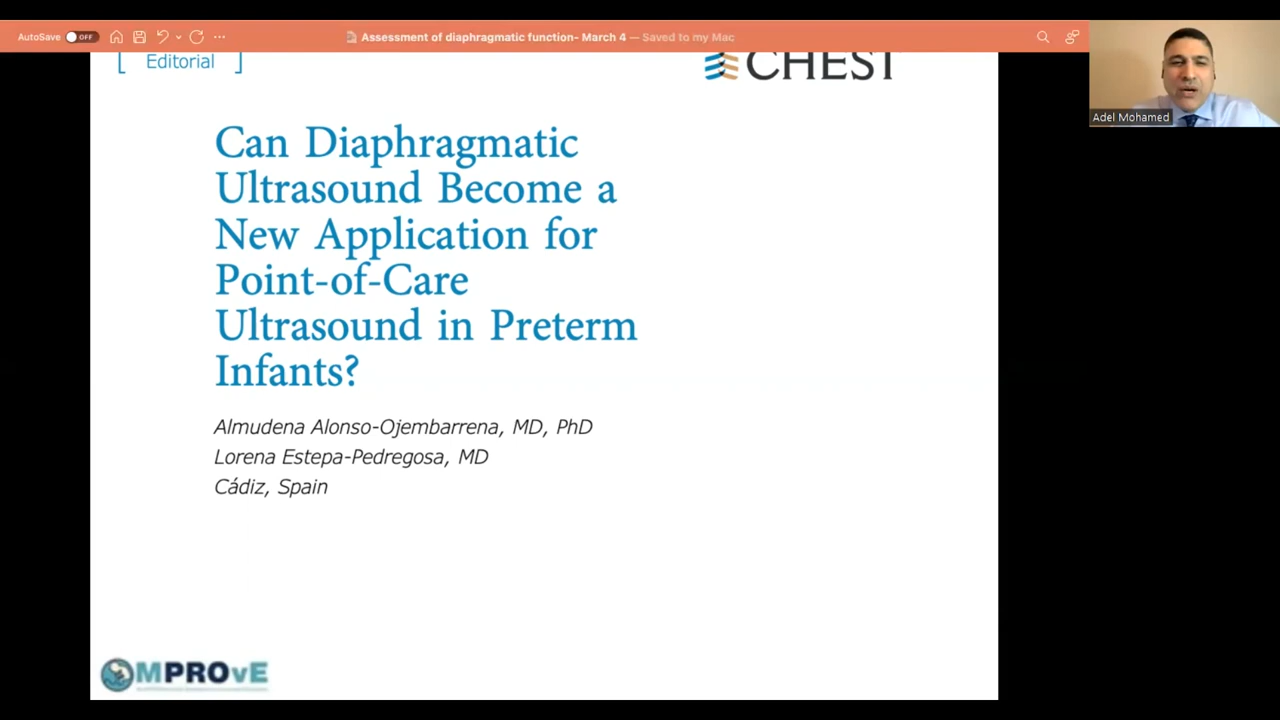 AutoSave OFF
Assessment of diaphragmatic function- March 4 — Saved to my Mac
Adel Mohamed
[ Editorial ]
CHEST
Can Diaphragmatic
Ultrasound Become a
New Application for
Point-of-Care
Ultrasound in Preterm
Infants?
Almudena Alonso-Ojembarrena, MD, PhD
Lorena Estepa-Pedregosa, MD
Cádiz, Spain
MPROvE